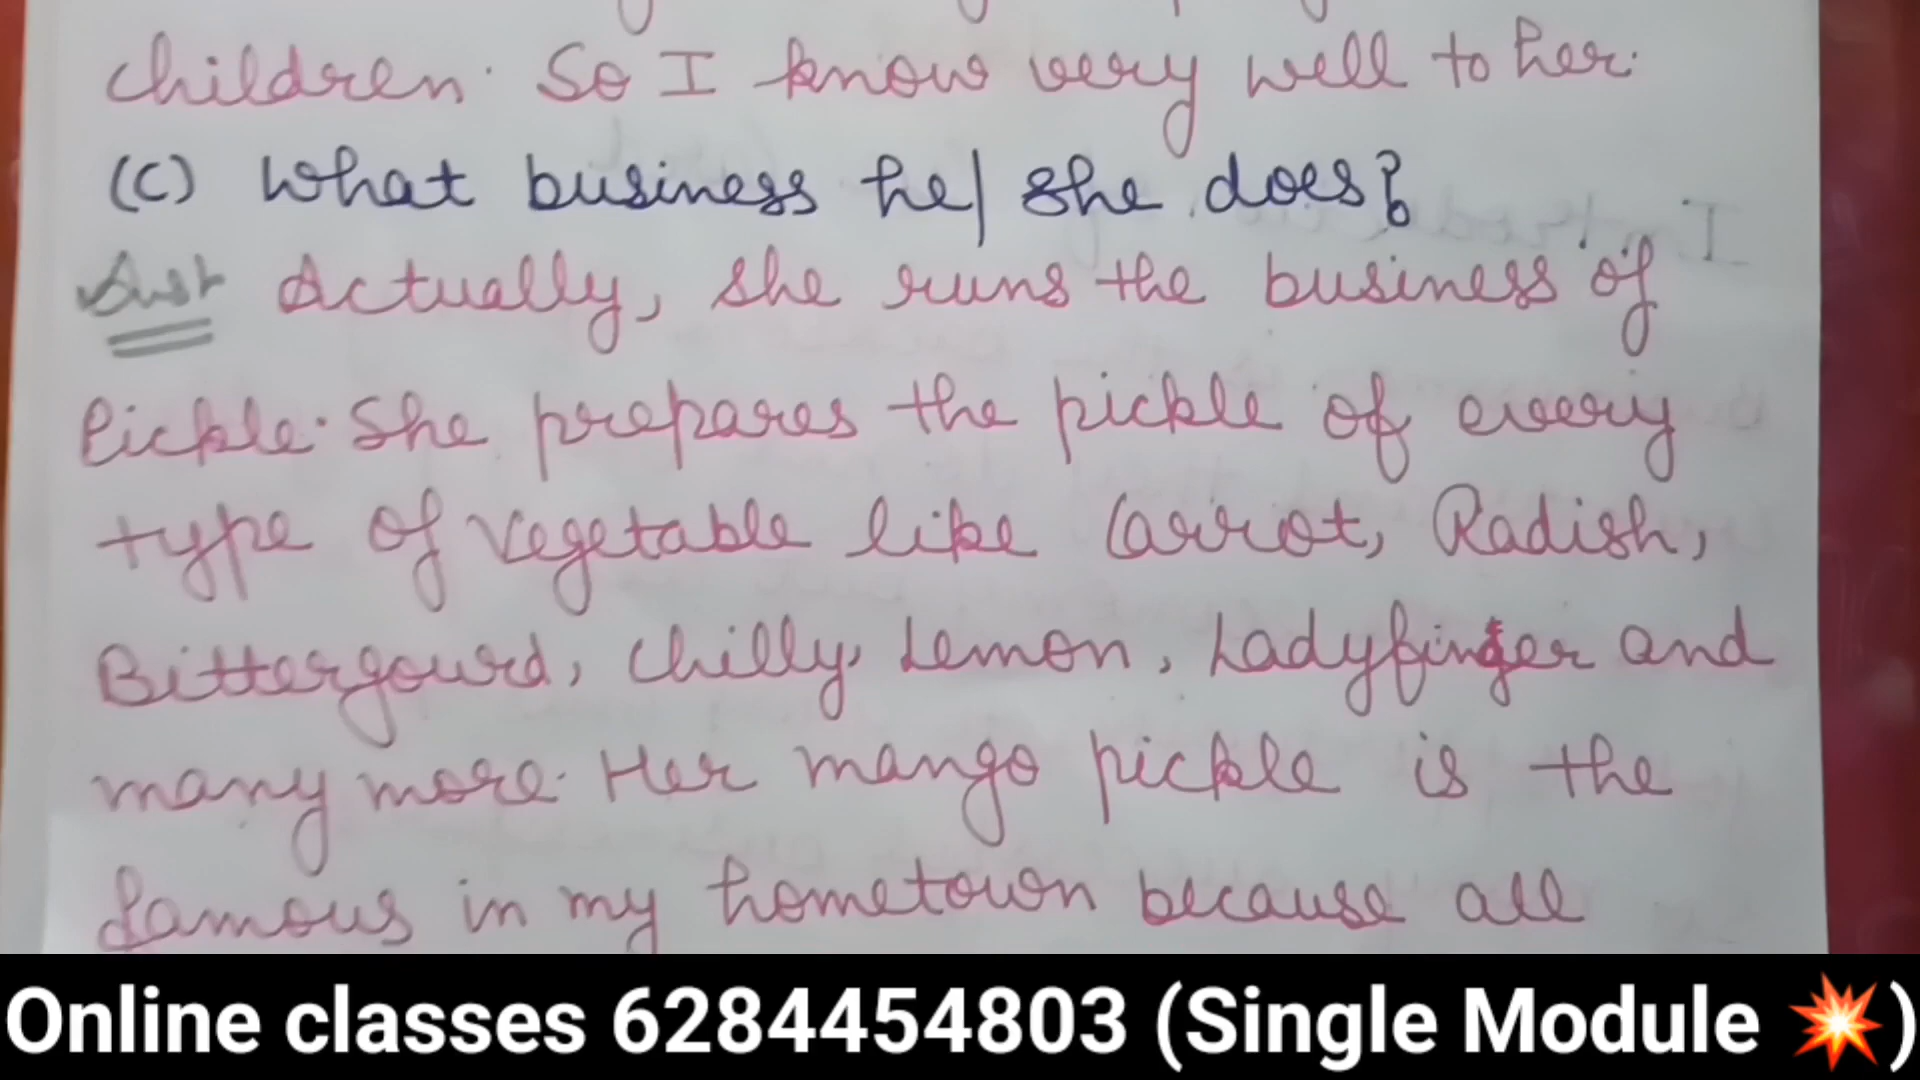 children. So I know very well to her.
(C) What business he/ she does?
Ans:- Actually, she runs the business of
Pickle. She prepares the pickle of every
type of vegetable like Carrot, Radish,
Bittergourd, Chilly, Lemon, Ladyfinger and
many more. Her mango pickle is the
famous in my hometown because all
Online classes 6284454803 (Single Module 💥)